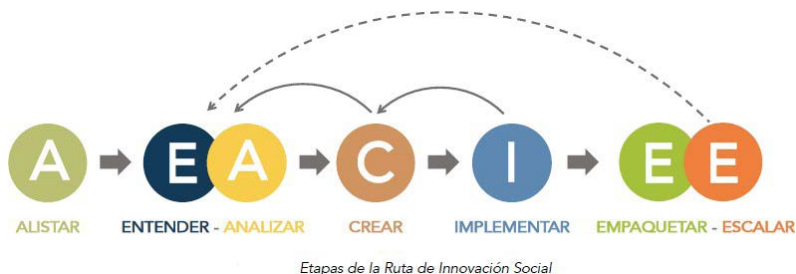 A E A C I E E
ALISTAR ENTENDER - ANALIZAR CREAR IMPLEMENTAR EMPAQUETAR - ESCALAR
Etapas de la Ruta de Innovación Social